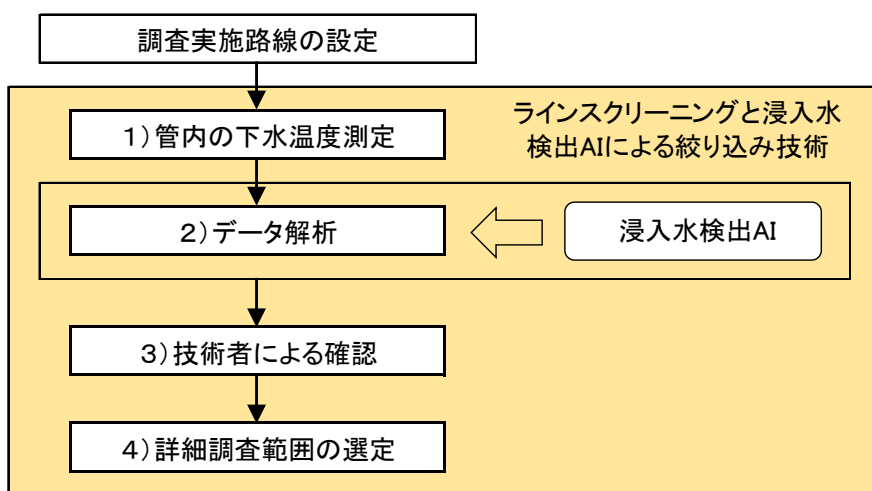 調査実施路線の設定
ラインスクリーニングと浸入水
検出AIによる絞り込み技術
1)管内の下水温度測定
2)データ解析
浸入水検出AI
3)技術者による確認
4)詳細調査範囲の選定